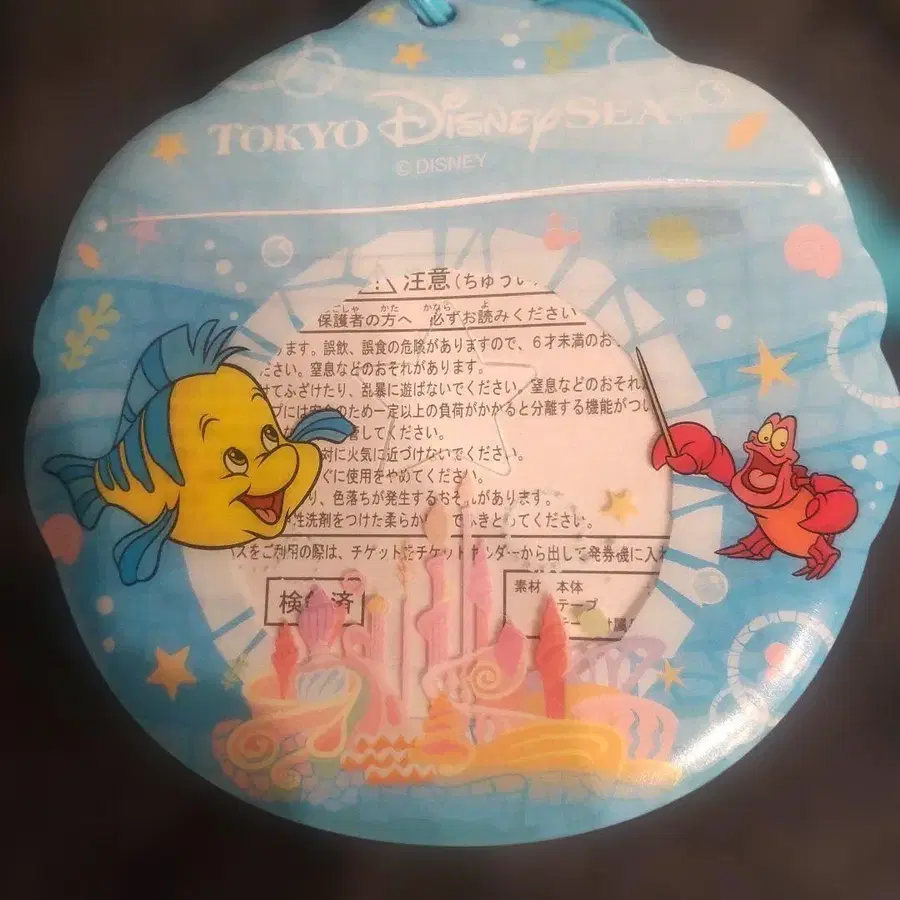 TOKYO DISNEYSEA
© DISNEY
注意(ちゅうい
保護者の方へ 必ずお読みください
ます。誤飲、誤食の危険がありますので、6才未満のお
ださい。窒息などのおそれがあります。
せてふざけたり、乱暴に遊ばないでください。窒息などのおそれ
プには安全のため一定以上の負荷がかかると分離する機能がつい
管してください。
対に火気に近づけないでください。
ぐに使用をやめてください。
り、色落ちが発生するおそれがあります。
性洗剤をつけた柔らか でふきとってください。
スをご利用の際は、チケットをチケットホルダーから出して発券機に入れ
検 済
素材 本体
テープ
付属